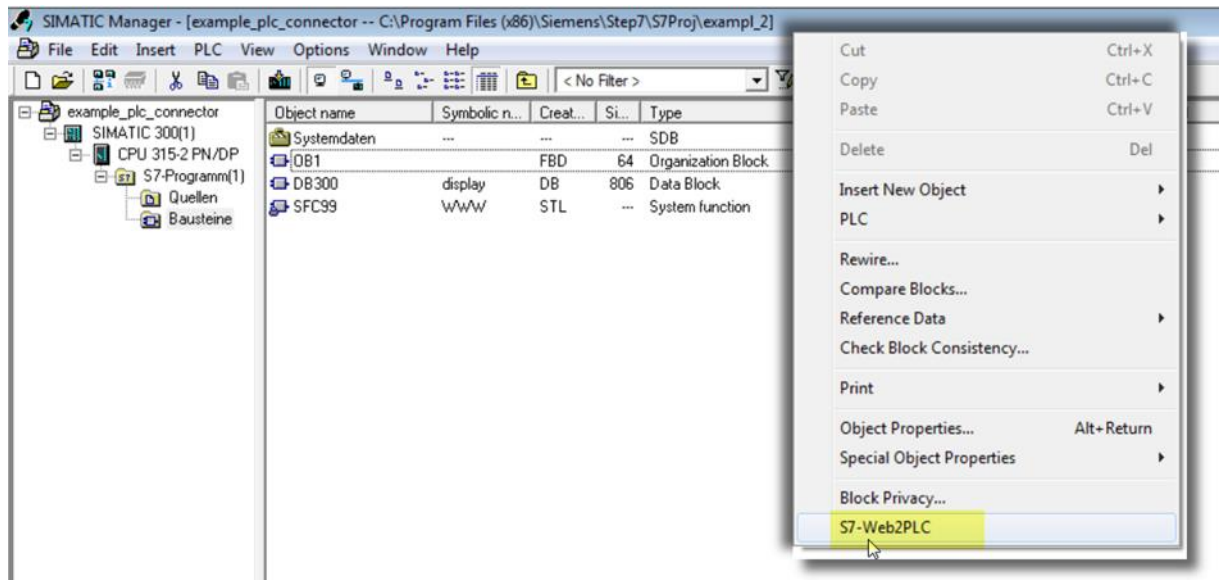 SIMATIC Manager - [example_plc_connector -- C:\Program Files (x86)\Siemens\Step7\S7Proj\exampl_2]
File Edit Insert PLC View Options Window Help
< No Filter >
example_plc_connector
SIMATIC 300(1)
CPU 315-2 PN/DP
S7-Programm(1)
Quellen
Bausteine
Object name Symbolic n... Creat... Si... Type
Systemdaten --- --- --- SDB
OB1 FBD 64 Organization Block
DB300 display DB 806 Data Block
SFC99 WWW STL --- System function
Cut Ctrl+X
Copy Ctrl+C
Paste Ctrl+V
Delete Del
Insert New Object
PLC
Rewire...
Compare Blocks...
Reference Data
Check Block Consistency...
Print
Object Properties... Alt+Return
Special Object Properties
Block Privacy...
S7-Web2PLC